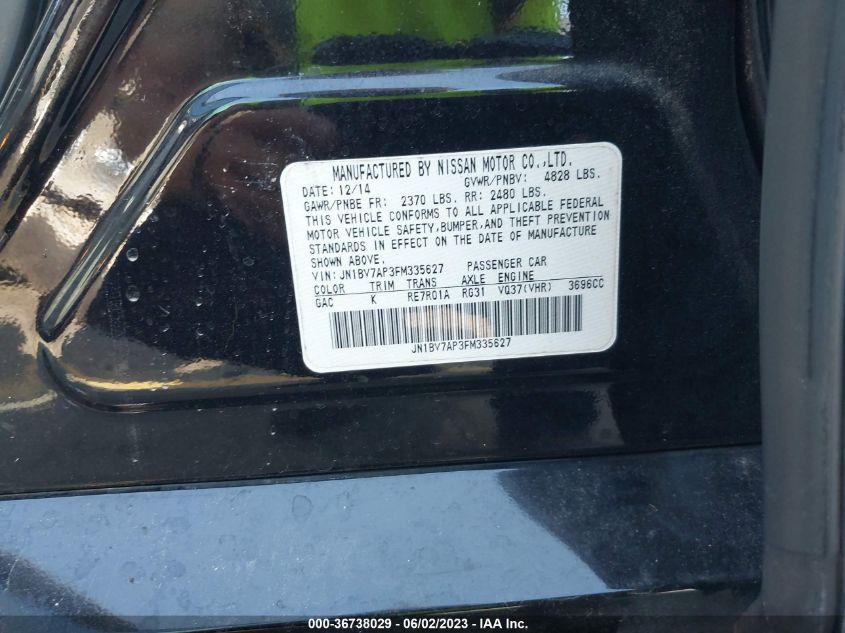 MANUFACTURED BY NISSAN MOTOR CO.,LTD.
DATE: 12/14 GVWR/PNBV: 4828 LBS.
GAWR/PNBE FR: 2370 LBS. RR: 2480 LBS.
THIS VEHICLE CONFORMS TO ALL APPLICABLE FEDERAL
MOTOR VEHICLE SAFETY,BUMPER,AND THEFT PREVENTION
STANDARDS IN EFFECT ON THE DATE OF MANUFACTURE
SHOWN ABOVE.
VIN: JN1BV7AP3FM335627 PASSENGER CAR
COLOR TRIM TRANS AXLE ENGINE
GAC K RE7R01A RG31 VQ37(VHR) 3696CC
JN1BV7AP3FM335627
000-36738029 - 06/02/2023 - IAA Inc.